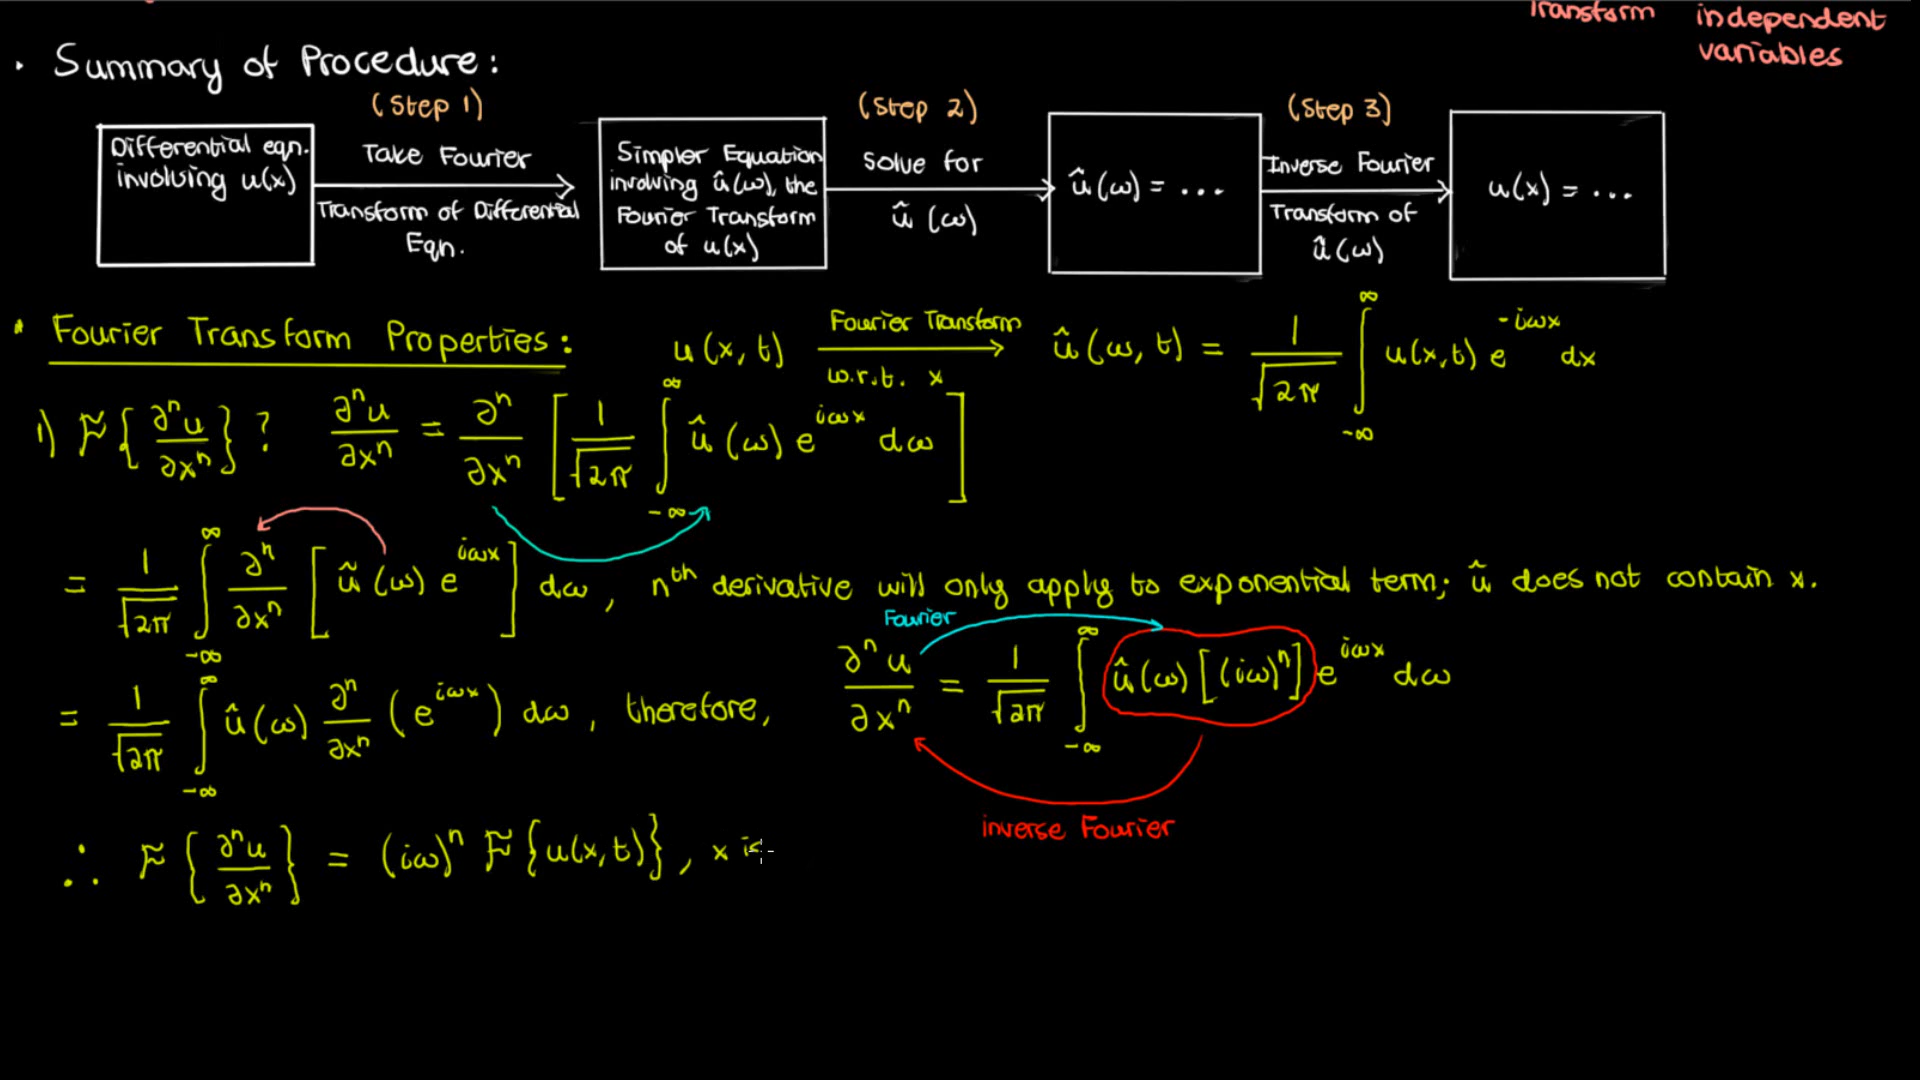 Transform independent
variables
• Summary of Procedure:
(Step 1) (Step 2) (Step 3)
Differential eqn. involving u(x)
Take Fourier Transform of Differential Eqn.
Simpler Equation involving û(ω), the Fourier Transform of u(x)
Solve for û(ω)
û(ω) = ...
Inverse Fourier Transform of û(ω)
u(x) = ...
• Fourier Transform Properties: u(x,t) Fourier Transform w.r.t. x → û(ω,t) = 1/√2π ∫_{-∞}^{∞} u(x,t) e^{-iωx} dx
1) F{∂ⁿu/∂xⁿ}? ∂ⁿu/∂xⁿ = ∂ⁿ/∂xⁿ [1/√2π ∫_{-∞}^{∞} û(ω) e^{iωx} dω]
= 1/√2π ∫_{-∞}^{∞} ∂ⁿ/∂xⁿ [û(ω) e^{iωx}] dω, nth derivative will only apply to exponential term; û does not contain x.
= 1/√2π ∫_{-∞}^{∞} û(ω) ∂ⁿ/∂xⁿ (e^{iωx}) dω, therefore, ∂ⁿu/∂xⁿ = 1/√2π ∫_{-∞}^{∞} û(ω)[(iω)ⁿ] e^{iωx} dω
Fourier
inverse Fourier
∴ F{∂ⁿu/∂xⁿ} = (iω)ⁿ F{u(x,t)}, x is